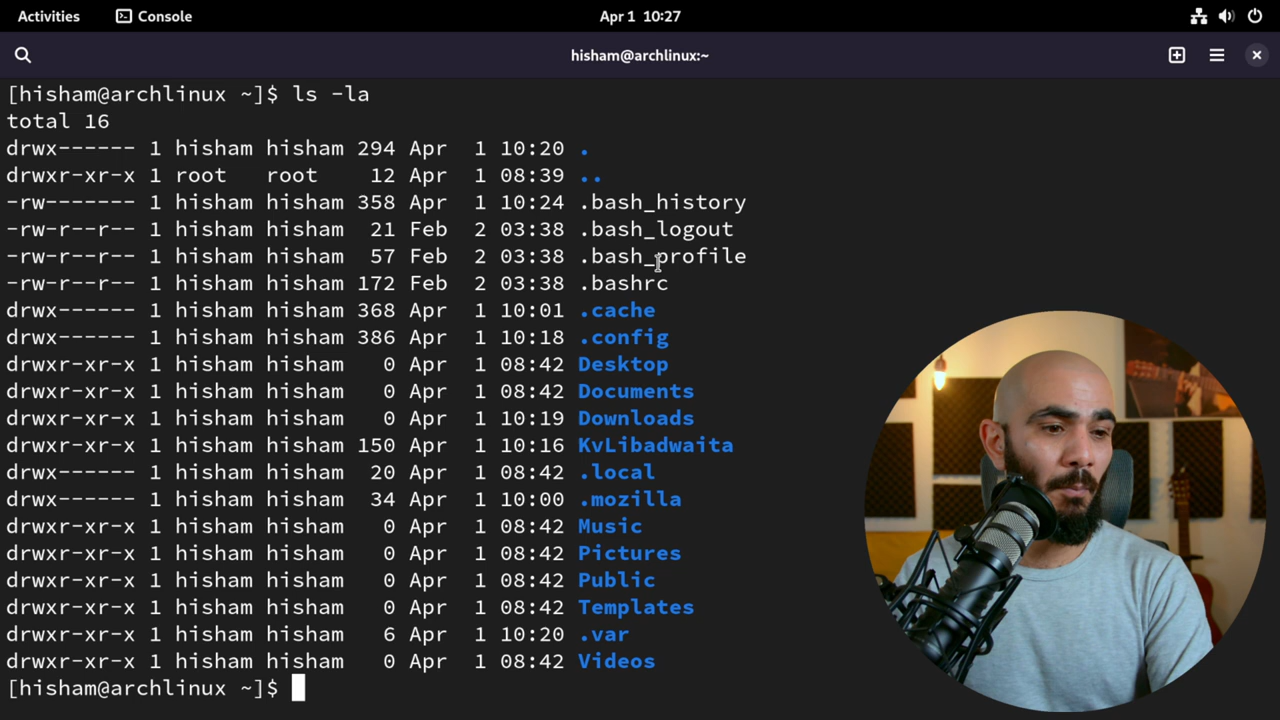 Activities Console Apr 1 10:27
hisham@archlinux:~
[hisham@archlinux ~]$ ls -la
total 16
drwx------ 1 hisham hisham 294 Apr  1 10:20 .
drwxr-xr-x 1 root   root    12 Apr  1 08:39 ..
-rw------- 1 hisham hisham 358 Apr  1 10:24 .bash_history
-rw-r--r-- 1 hisham hisham  21 Feb  2 03:38 .bash_logout
-rw-r--r-- 1 hisham hisham  57 Feb  2 03:38 .bash_profile
-rw-r--r-- 1 hisham hisham 172 Feb  2 03:38 .bashrc
drwx------ 1 hisham hisham 368 Apr  1 10:01 .cache
drwx------ 1 hisham hisham 386 Apr  1 10:18 .config
drwxr-xr-x 1 hisham hisham   0 Apr  1 08:42 Desktop
drwxr-xr-x 1 hisham hisham   0 Apr  1 08:42 Documents
drwxr-xr-x 1 hisham hisham   0 Apr  1 10:19 Downloads
drwxr-xr-x 1 hisham hisham 150 Apr  1 10:16 KvLibadwaita
drwx------ 1 hisham hisham  20 Apr  1 08:42 .local
drwx------ 1 hisham hisham  34 Apr  1 10:00 .mozilla
drwxr-xr-x 1 hisham hisham   0 Apr  1 08:42 Music
drwxr-xr-x 1 hisham hisham   0 Apr  1 08:42 Pictures
drwxr-xr-x 1 hisham hisham   0 Apr  1 08:42 Public
drwxr-xr-x 1 hisham hisham   0 Apr  1 08:42 Templates
drwxr-xr-x 1 hisham hisham   6 Apr  1 10:20 .var
drwxr-xr-x 1 hisham hisham   0 Apr  1 08:42 Videos
[hisham@archlinux ~]$